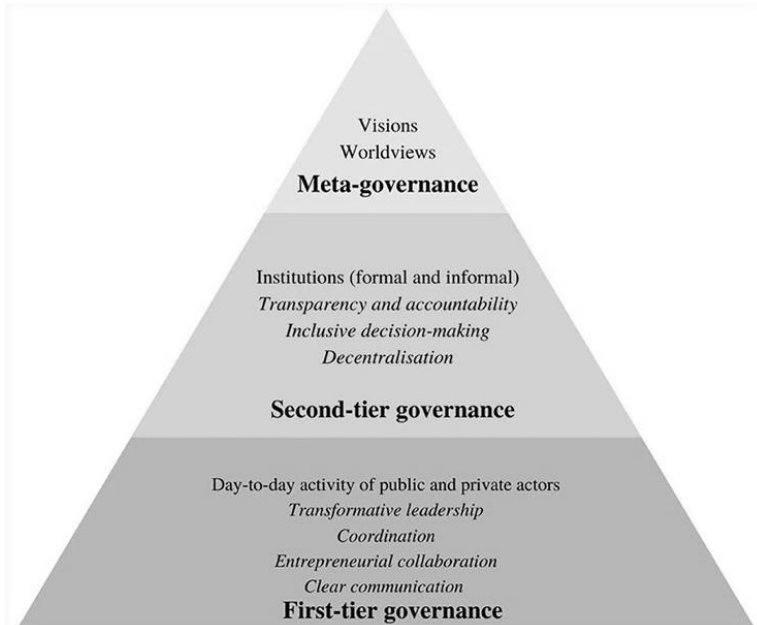 Visions
Worldviews
Meta-governance
Institutions (formal and informal)
Transparency and accountability
Inclusive decision-making
Decentralisation
Second-tier governance
Day-to-day activity of public and private actors
Transformative leadership
Coordination
Entrepreneurial collaboration
Clear communication
First-tier governance